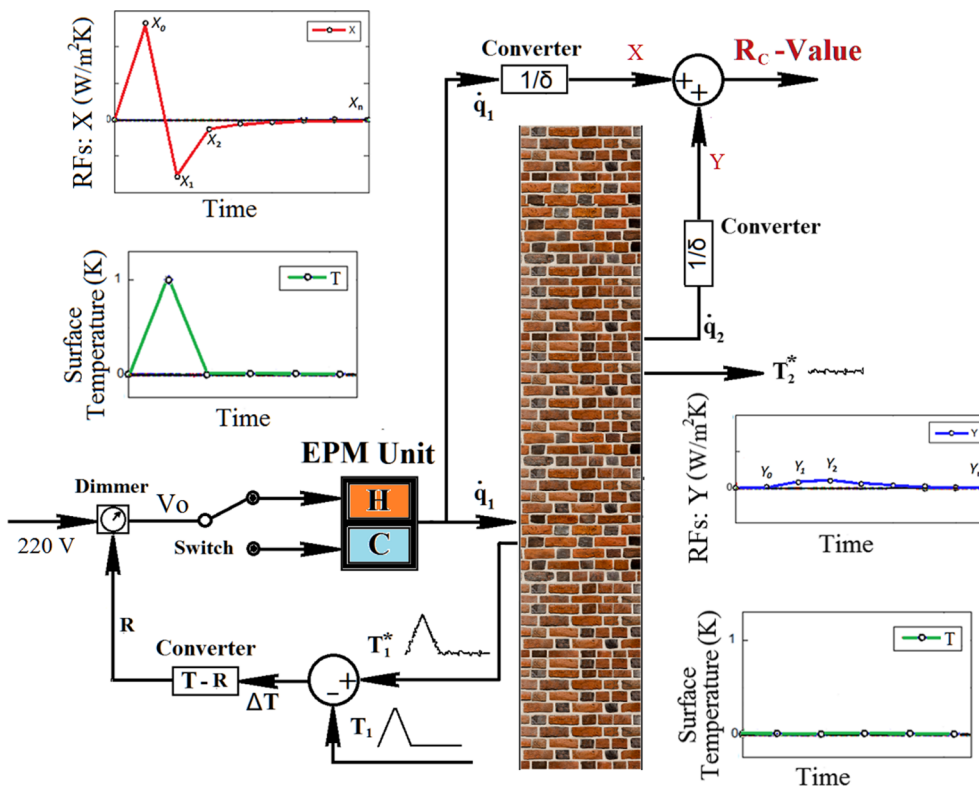 X₀
X
Xₙ
0
X₂
X₁
RFs: X (W/m²K)
Time
Converter
1/δ
X
q̇₁
+
+
R_C -Value
Y
1/δ
Converter
q̇₂
T₂*
T
1
0
Surface
Temperature (K)
Time
EPM Unit
H
C
q̇₁
Dimmer
Vo
220 V
Switch
R
Converter
T - R
ΔT
T₁*
+
-
T₁
Y
Y₀
Y₁
Y₂
0
RFs: Y (W/m²K)
Time
T
1
0
Surface
Temperature (K)
Time